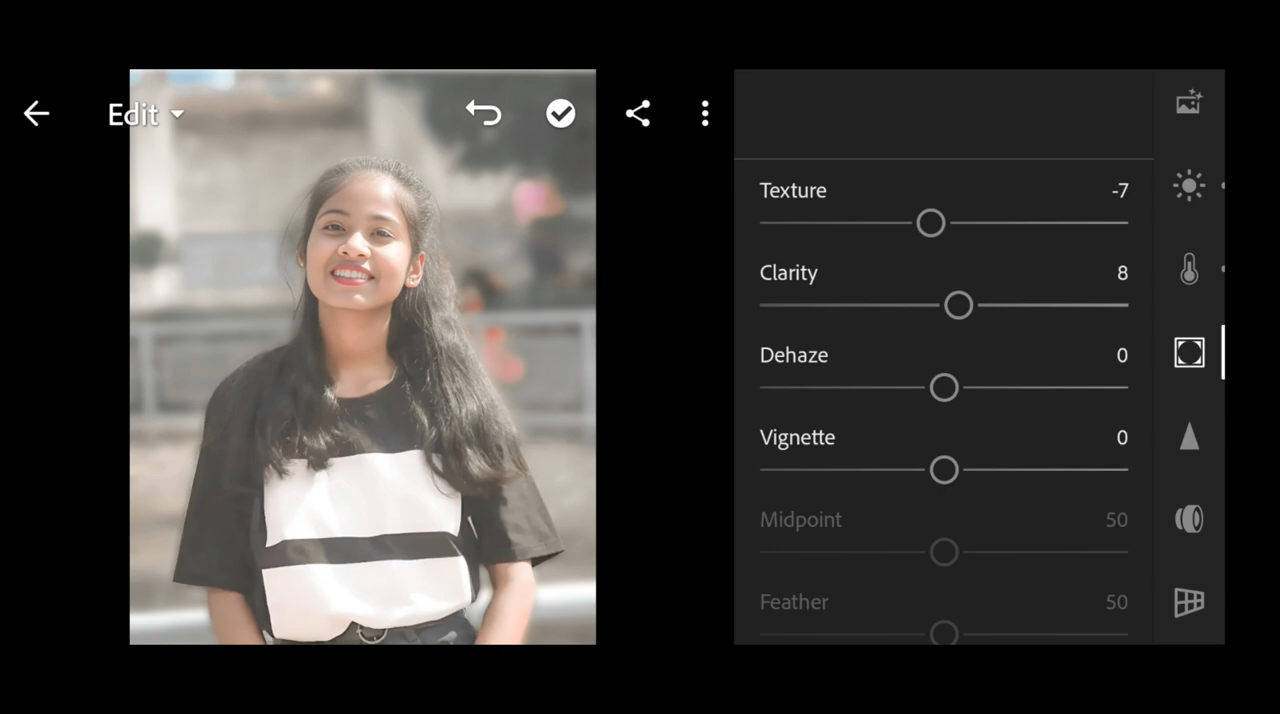 Edit
Texture -7
Clarity 8
Dehaze 0
Vignette 0
Midpoint 50
Feather 50